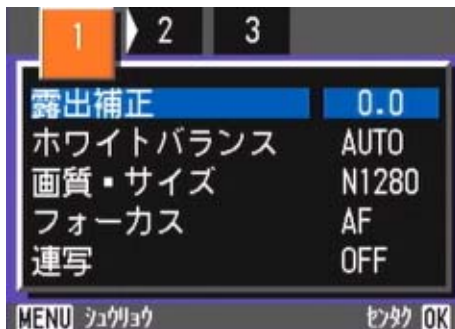 1 2 3
露出補正 0.0
ホワイトバランス AUTO
画質▪サイズ N1280
フォーカス AF
連写 OFF
MENU ｼｭｳﾘｮｳ ｾﾝﾀｸ OK